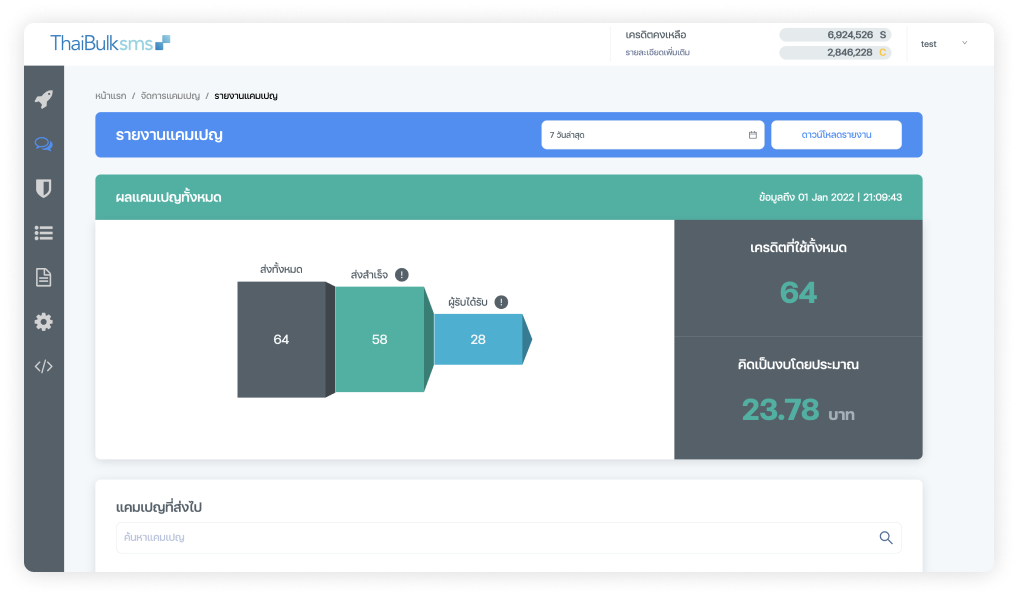 ThaiBulksms
เครดิตคงเหลือ
6,924,526 S
รายละเอียดเพิ่มเติม
2,846,228 C
test
หน้าแรก / จัดการแคมเปญ / รายงานแคมเปญ
รายงานแคมเปญ
7 วันล่าสุด
ดาวน์โหลดรายงาน
ผลแคมเปญทั้งหมด
ข้อมูลถึง 01 Jan 2022 | 21:09:43
ส่งทั้งหมด
ส่งสำเร็จ !
ผู้รับได้รับ !
64
58
28
เครดิตที่ใช้ทั้งหมด
64
คิดเป็นงบโดยประมาณ
23.78 บาท
แคมเปญที่ส่งไป
ค้นหาแคมเปญ